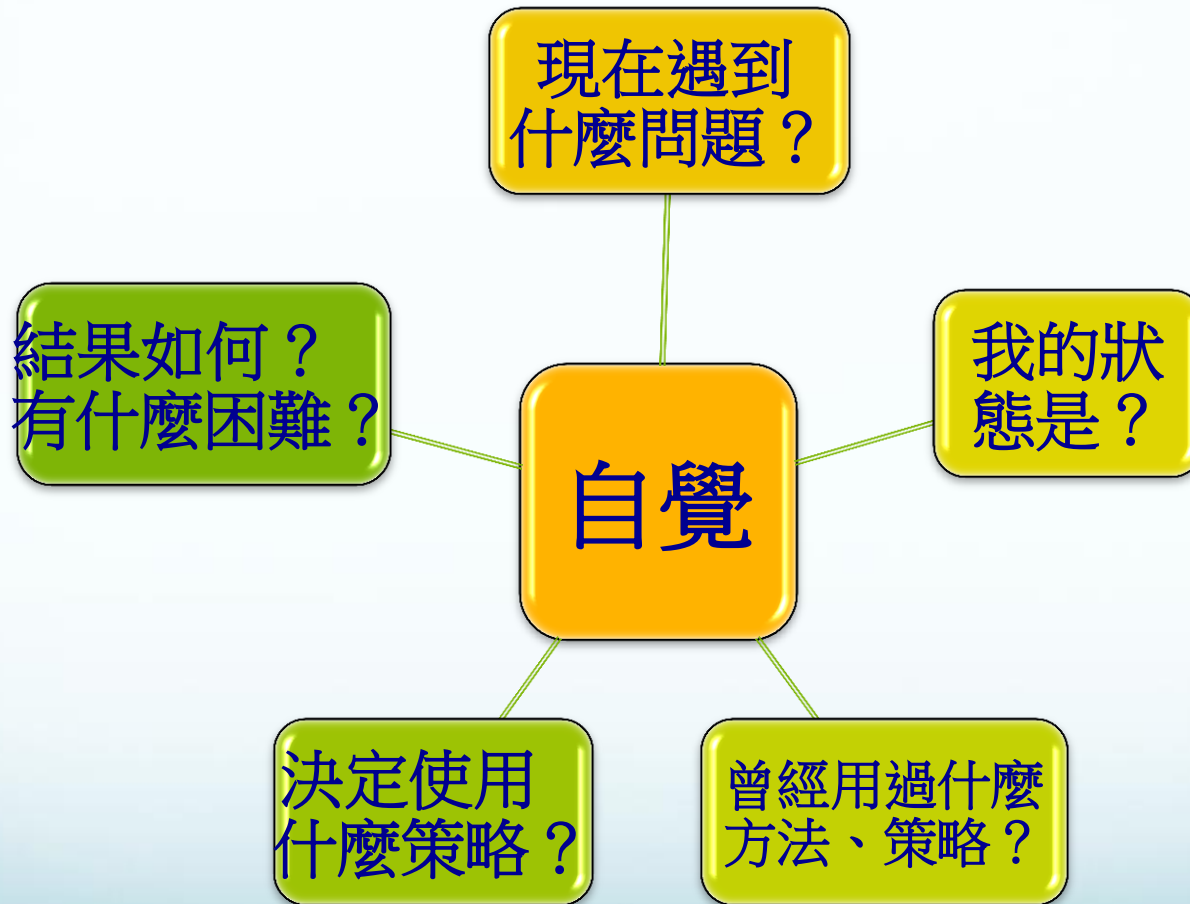 現在遇到
什麼問題？
結果如何？
有什麼困難？
我的狀
態是？
自覺
決定使用
什麼策略？
曾經用過什麼
方法、策略？